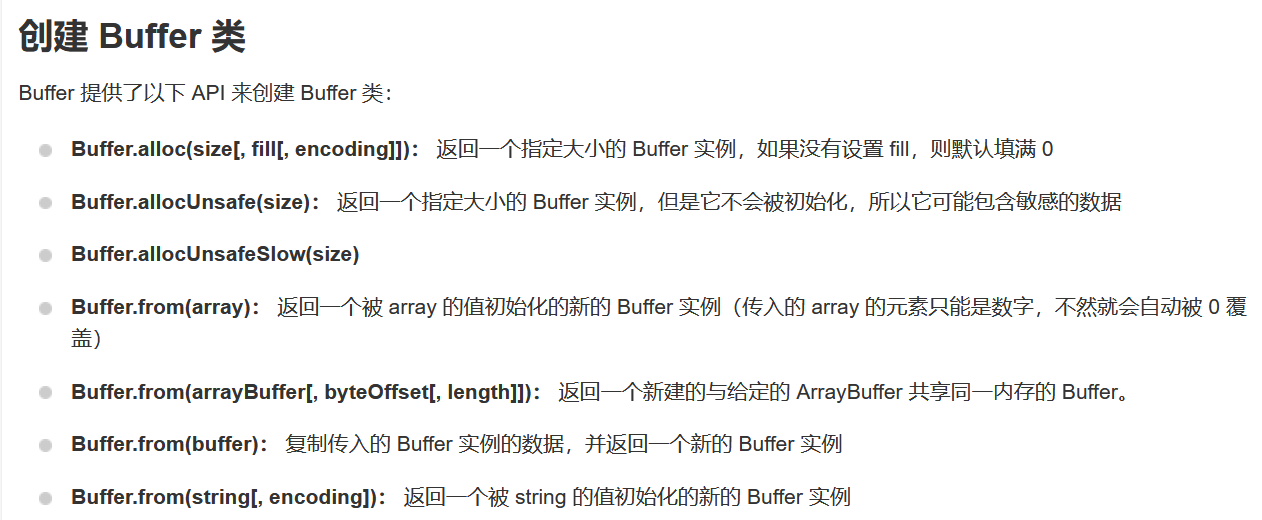 创建 Buffer 类
Buffer 提供了以下 API 来创建 Buffer 类：
Buffer.alloc(size[, fill[, encoding]])： 返回一个指定大小的 Buffer 实例，如果没有设置 fill，则默认填满 0
Buffer.allocUnsafe(size)： 返回一个指定大小的 Buffer 实例，但是它不会被初始化，所以它可能包含敏感的数据
Buffer.allocUnsafeSlow(size)
Buffer.from(array)： 返回一个被 array 的值初始化的新的 Buffer 实例（传入的 array 的元素只能是数字，不然就会自动被 0 覆
盖）
Buffer.from(arrayBuffer[, byteOffset[, length]])： 返回一个新建的与给定的 ArrayBuffer 共享同一内存的 Buffer。
Buffer.from(buffer)： 复制传入的 Buffer 实例的数据，并返回一个新的 Buffer 实例
Buffer.from(string[, encoding])： 返回一个被 string 的值初始化的新的 Buffer 实例